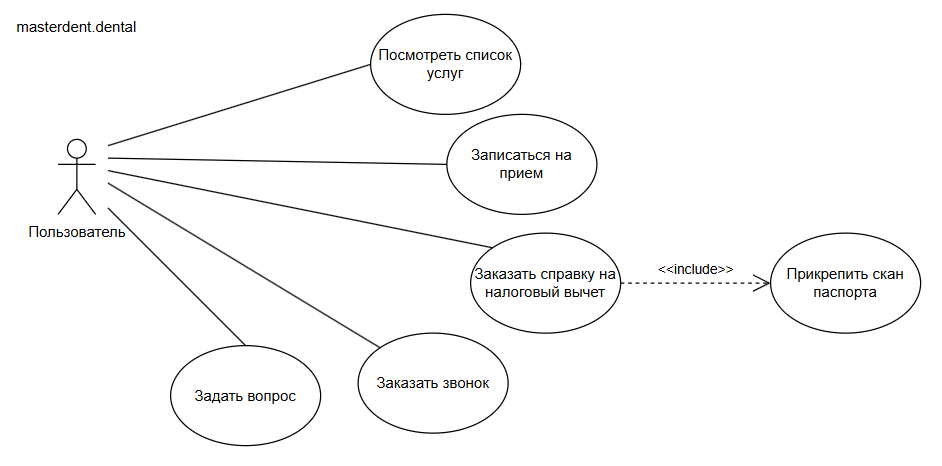 masterdent.dental
Посмотреть список
услуг
Записаться на
прием
Пользователь
Заказать справку на
налоговый вычет
<<include>>
Прикрепить скан
паспорта
Заказать звонок
Задать вопрос